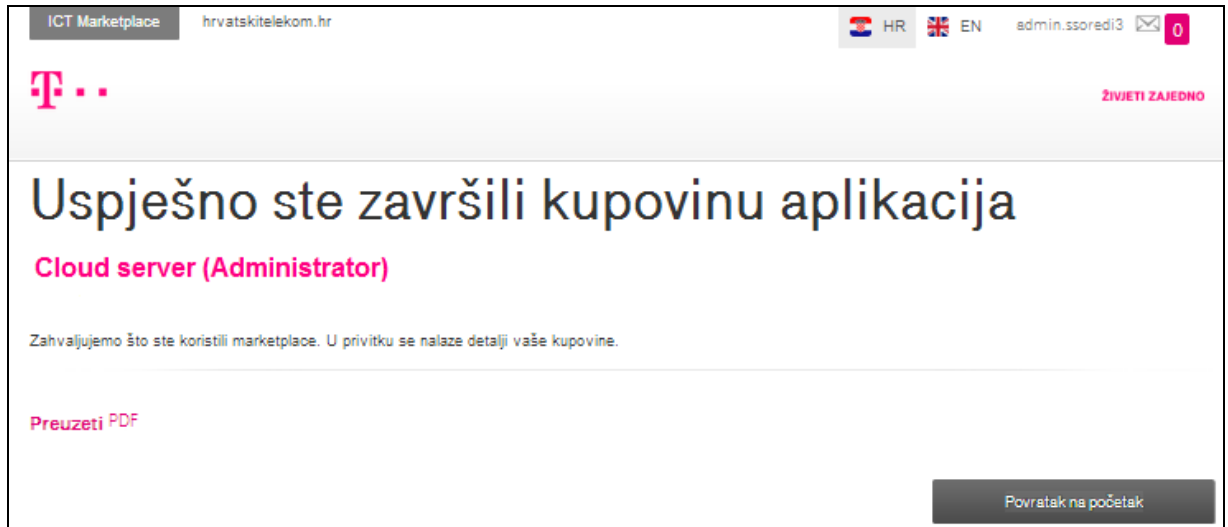 ICT Marketplace hrvatskitelekom.hr HR EN admin.ssoredi3 0
T
ŽIVJETI ZAJEDNO
Uspješno ste završili kupovinu aplikacija
Cloud server (Administrator)
Zahvaljujemo što ste koristili marketplace. U privitku se nalaze detalji vaše kupovine.
Preuzeti PDF
Povratak na početak